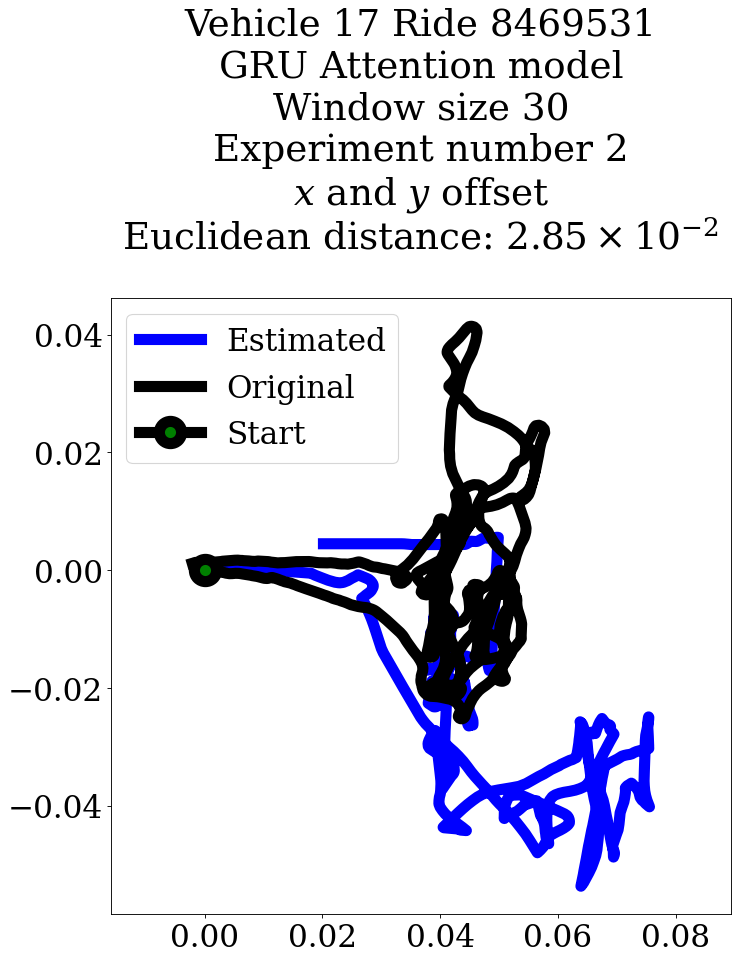 Vehicle 17 Ride 8469531
GRU Attention model
Window size 30
Experiment number 2
x and y offset
Euclidean distance: 2.85 × 10⁻²
Estimated
Original
Start
0.04
0.02
0.00
−0.02
−0.04
0.00 0.02 0.04 0.06 0.08